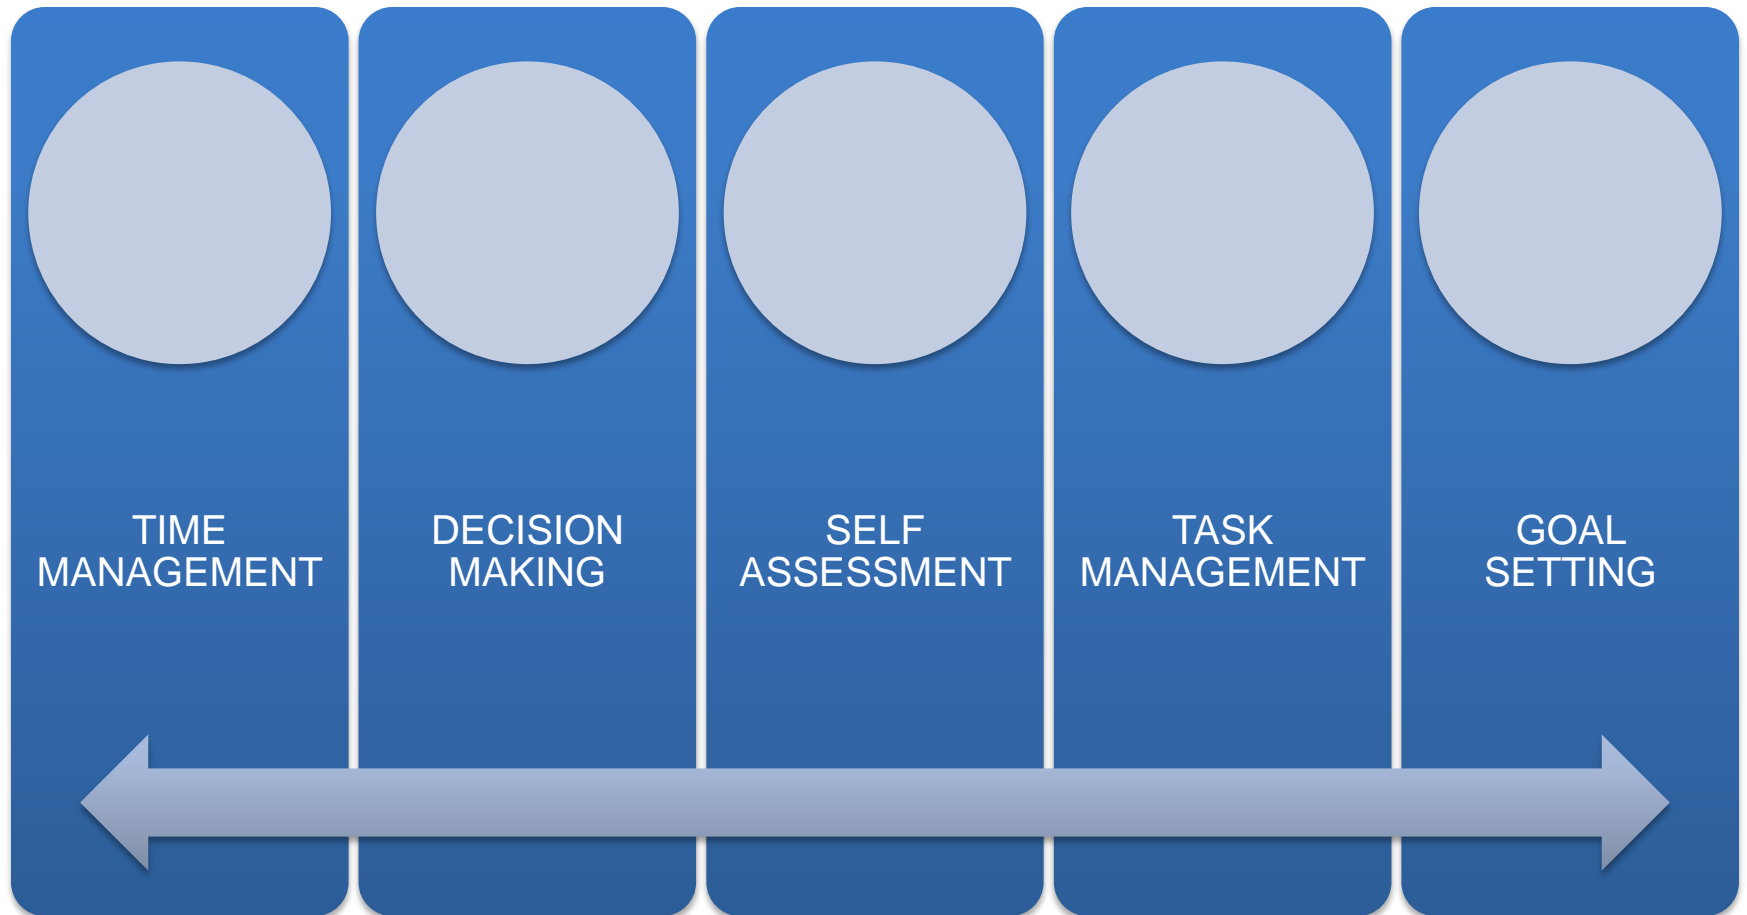 TIME
MANAGEMENT
DECISION
MAKING
SELF
ASSESSMENT
TASK
MANAGEMENT
GOAL
SETTING